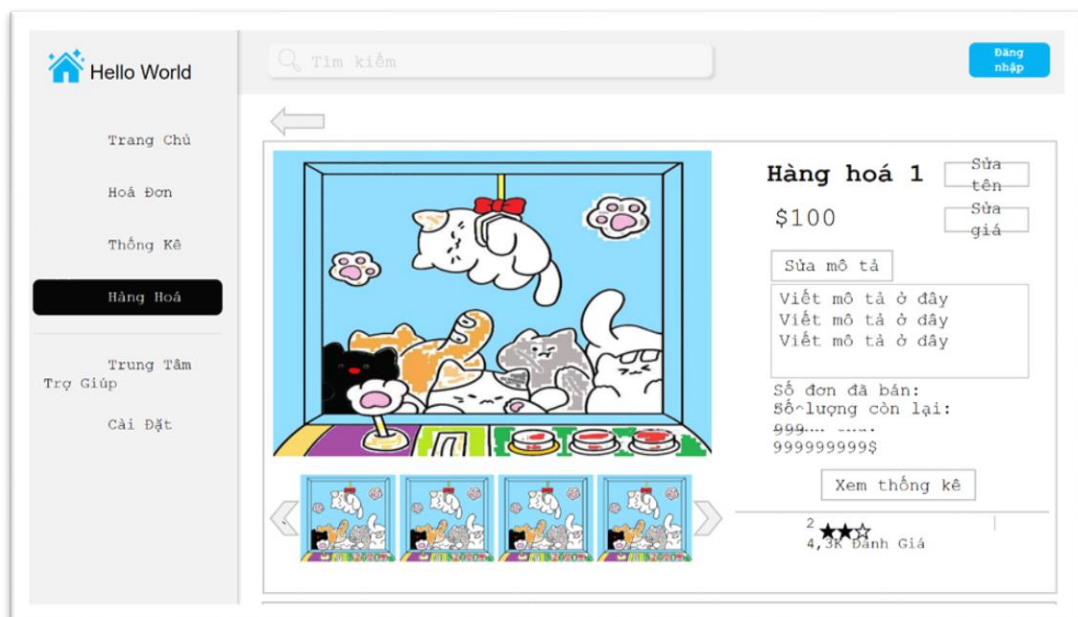 Hello World
Tìm kiếm
Đăng
nhập
Trang Chủ
Hoá Đơn
Thống Kê
Hàng Hoá
Trung Tâm
Trợ Giúp
Cài Đặt
Hàng hoá 1
Sửa
tên
$100
Sửa
giá
Sửa mô tả
Viết mô tả ở đây
Viết mô tả ở đây
Viết mô tả ở đây
Số đơn đã bán:
Số lượng còn lại:
999
999999999$
Xem thống kê
2
4,3K Đánh Giá